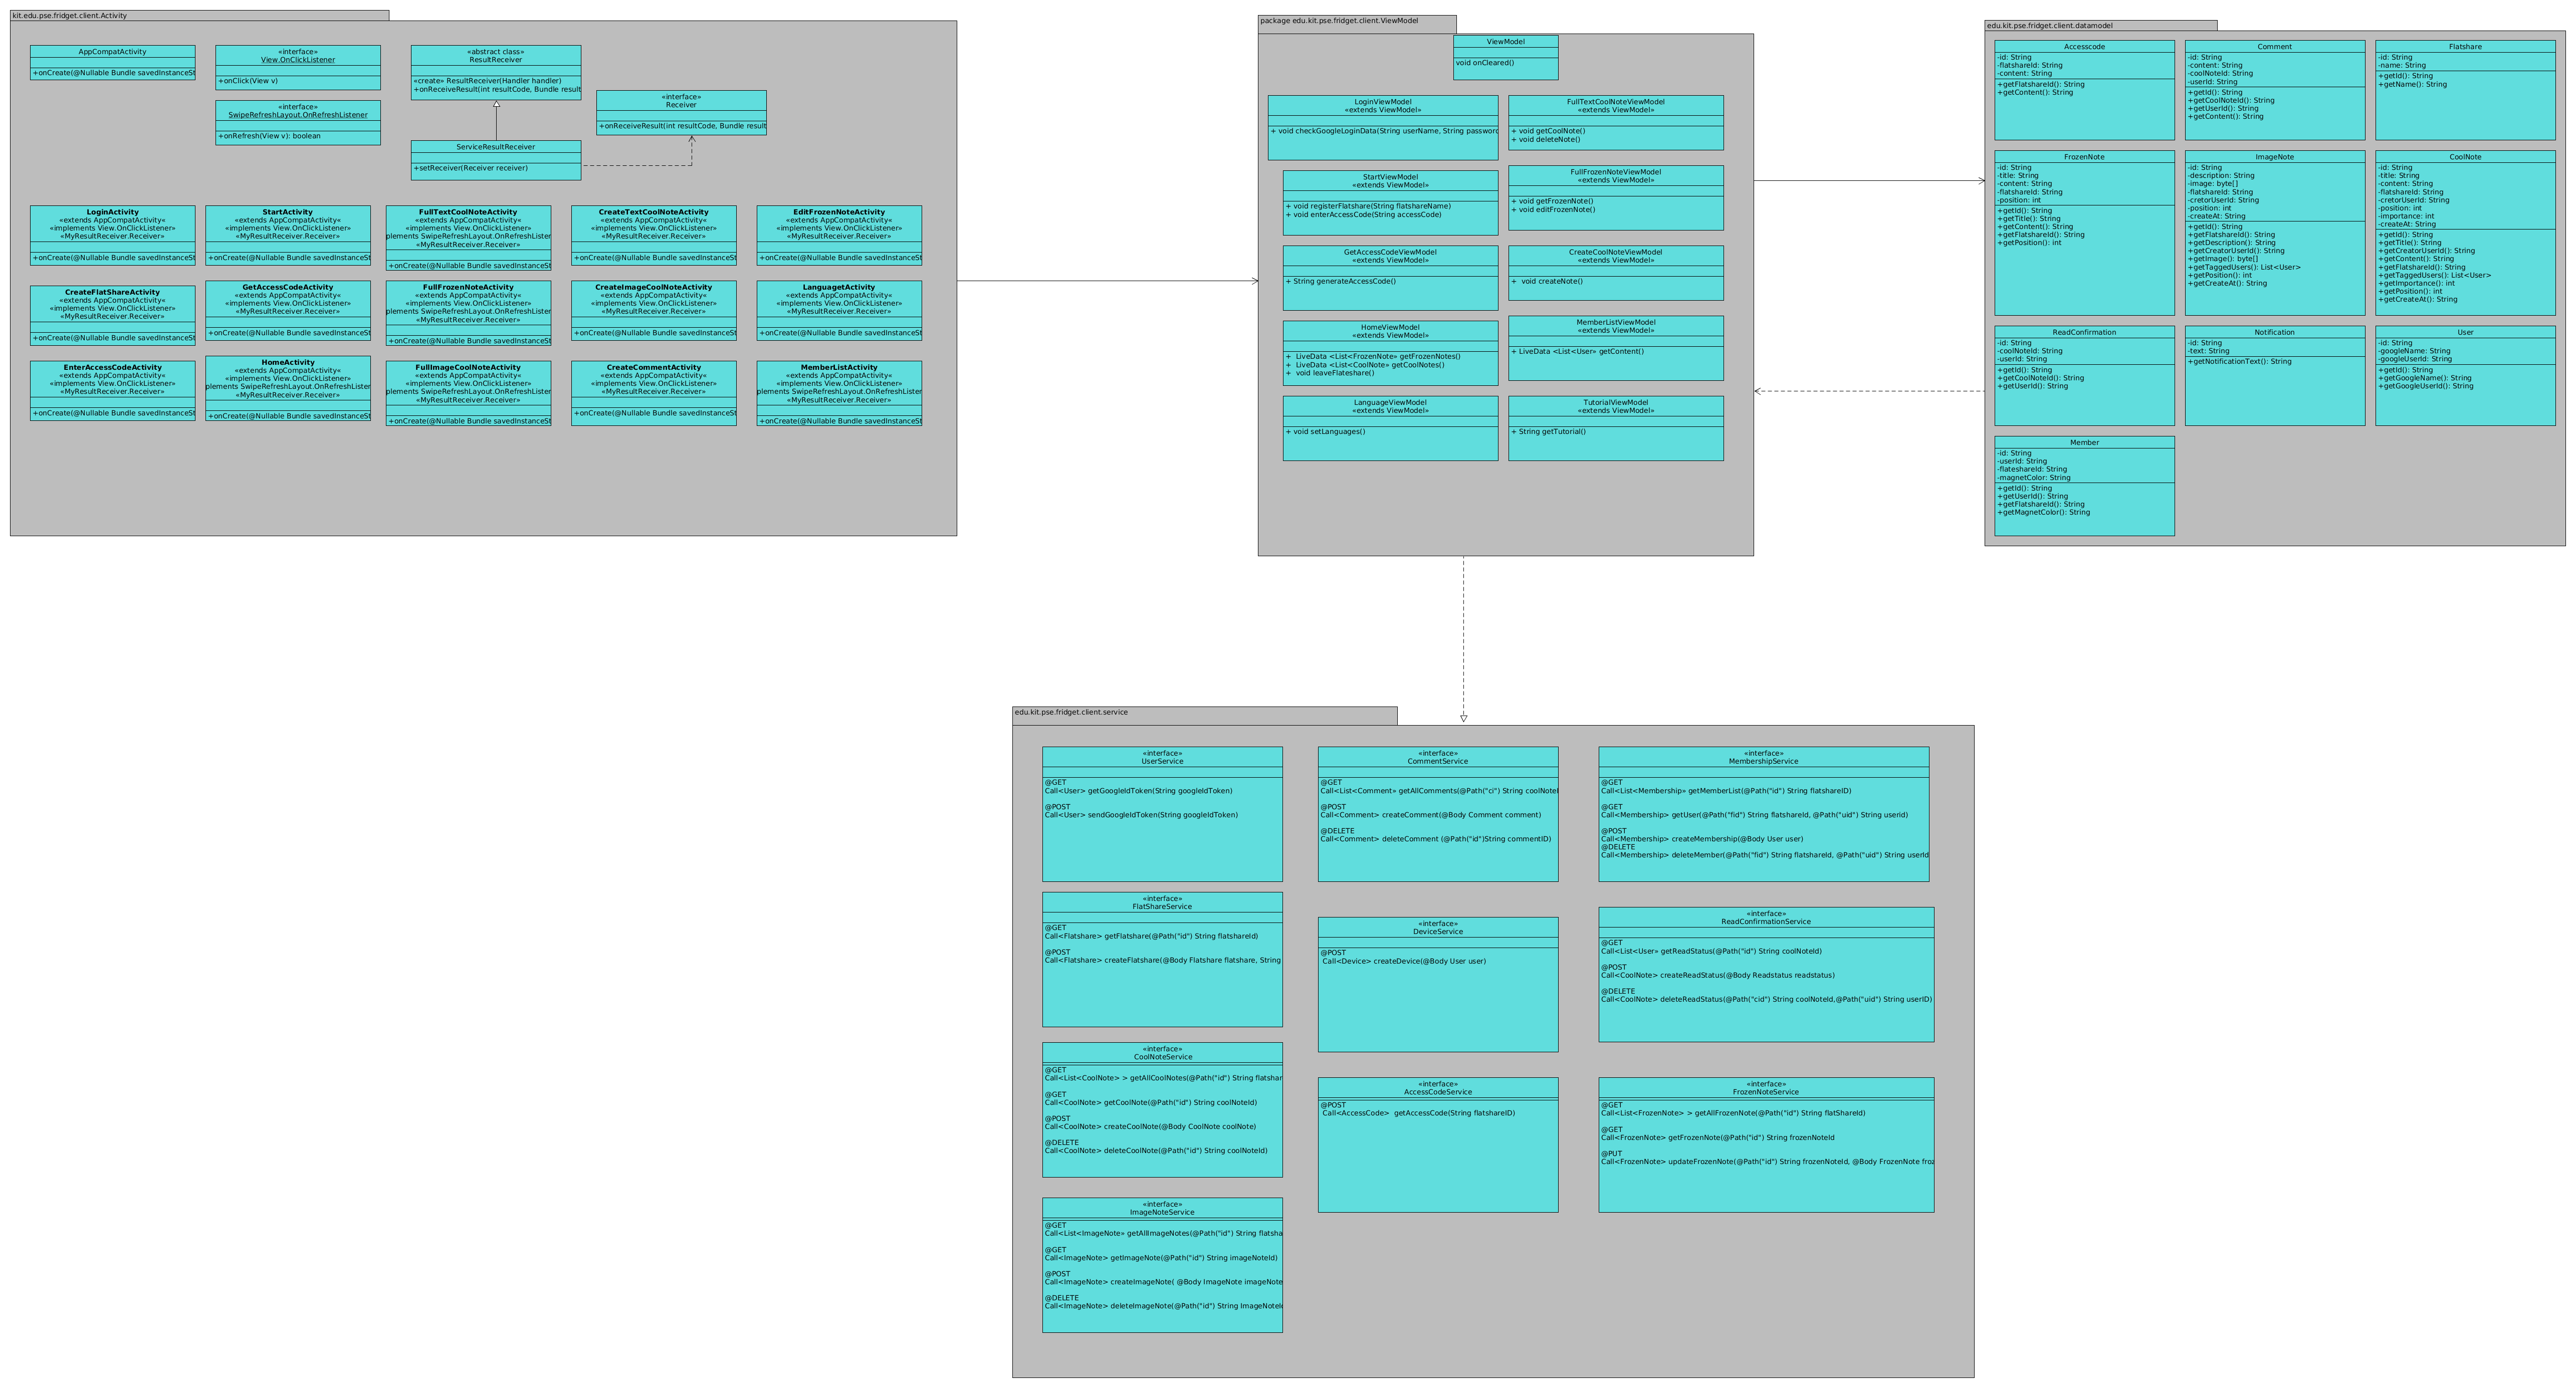 kit.edu.pse.fridget.client.Activity
AppCompatActivity
+onCreate(@Nullable Bundle savedInstanceSt
«interface»
View.OnClickListener
+onClick(View v)
«interface»
SwipeRefreshLayout.OnRefreshListener
+onRefresh(View v): boolean
«abstract class»
ResultReceiver
«create» ResultReceiver(Handler handler)
+onReceiveResult(int resultCode, Bundle result
«interface»
Receiver
+onReceiveResult(int resultCode, Bundle result
ServiceResultReceiver
+setReceiver(Receiver receiver)
LoginActivity
«extends AppCompatActivity«
«implements View.OnClickListener»
«MyResultReceiver.Receiver»
+onCreate(@Nullable Bundle savedInstanceSt
StartActivity
«extends AppCompatActivity«
«implements View.OnClickListener»
«MyResultReceiver.Receiver»
+onCreate(@Nullable Bundle savedInstanceSt
FullTextCoolNoteActivity
«extends AppCompatActivity«
«implements View.OnClickListener»
plements SwipeRefreshLayout.OnRefreshLister
«MyResultReceiver.Receiver»
+onCreate(@Nullable Bundle savedInstanceSt
CreateTextCoolNoteActivity
«extends AppCompatActivity«
«implements View.OnClickListener»
«MyResultReceiver.Receiver»
+onCreate(@Nullable Bundle savedInstanceSt
EditFrozenNoteActivity
«extends AppCompatActivity«
«implements View.OnClickListener»
«MyResultReceiver.Receiver»
+onCreate(@Nullable Bundle savedInstanceSt
CreateFlatShareActivity
«extends AppCompatActivity«
«implements View.OnClickListener»
«MyResultReceiver.Receiver»
+onCreate(@Nullable Bundle savedInstanceSt
GetAccessCodeActivity
«extends AppCompatActivity«
«implements View.OnClickListener»
«MyResultReceiver.Receiver»
+onCreate(@Nullable Bundle savedInstanceSt
FullFrozenNoteActivity
«extends AppCompatActivity«
«implements View.OnClickListener»
plements SwipeRefreshLayout.OnRefreshLister
«MyResultReceiver.Receiver»
+onCreate(@Nullable Bundle savedInstanceSt
CreateImageCoolNoteActivity
«extends AppCompatActivity«
«implements View.OnClickListener»
«MyResultReceiver.Receiver»
+onCreate(@Nullable Bundle savedInstanceSt
LanguagetActivity
«extends AppCompatActivity«
«implements View.OnClickListener»
«MyResultReceiver.Receiver»
+onCreate(@Nullable Bundle savedInstanceSt
EnterAccessCodeActivity
«extends AppCompatActivity«
«implements View.OnClickListener»
«MyResultReceiver.Receiver»
+onCreate(@Nullable Bundle savedInstanceSt
HomeActivity
«extends AppCompatActivity«
«implements View.OnClickListener»
plements SwipeRefreshLayout.OnRefreshLister
«MyResultReceiver.Receiver»
+onCreate(@Nullable Bundle savedInstanceSt
FullImageCoolNoteActivity
«extends AppCompatActivity«
«implements View.OnClickListener»
plements SwipeRefreshLayout.OnRefreshLister
«MyResultReceiver.Receiver»
+onCreate(@Nullable Bundle savedInstanceSt
CreateCommentActivity
«extends AppCompatActivity«
«implements View.OnClickListener»
«MyResultReceiver.Receiver»
+onCreate(@Nullable Bundle savedInstanceSt
MemberListActivity
«extends AppCompatActivity«
«implements View.OnClickListener»
plements SwipeRefreshLayout.OnRefreshLister
«MyResultReceiver.Receiver»
+onCreate(@Nullable Bundle savedInstanceSt
package edu.kit.pse.fridget.client.ViewModel
ViewModel
void onCleared()
LoginViewModel
«extends ViewModel»
+ void checkGoogleLoginData(String userName, String password
FullTextCoolNoteViewModel
«extends ViewModel»
+ void getCoolNote()
+ void deleteNote()
StartViewModel
«extends ViewModel»
+ void registerFlatshare(String flatshareName)
+ void enterAccessCode(String accessCode)
FullFrozenNoteViewModel
«extends ViewModel»
+ void getFrozenNote()
+ void editFrozenNote()
GetAccessCodeViewModel
«extends ViewModel»
+ String generateAccessCode()
CreateCoolNoteViewModel
«extends ViewModel»
+  void createNote()
HomeViewModel
«extends ViewModel»
+  LiveData <List<FrozenNote» getFrozenNotes()
+  LiveData <List<CoolNote» getCoolNotes()
+  void leaveFlateshare()
MemberListViewModel
«extends ViewModel»
+ LiveData <List<User» getContent()
LanguageViewModel
«extends ViewModel»
+ void setLanguages()
TutorialViewModel
«extends ViewModel»
+ String getTutorial()
edu.kit.pse.fridget.client.datamodel
Accesscode
-id: String
-flatshareId: String
-content: String
+getFlatshareId(): String
+getContent(): String
Comment
-id: String
-content: String
-coolNoteId: String
-userId: String
+getId(): String
+getCoolNoteId(): String
+getUserId(): String
+getContent(): String
Flatshare
-id: String
-name: String
+getId(): String
+getName(): String
FrozenNote
-id: String
-title: String
-content: String
-flatshareId: String
-position: int
+getId(): String
+getTitle(): String
+getContent(): String
+getFlatshareId(): String
+getPosition(): int
ImageNote
-id: String
-description: String
-image: byte[]
-flatshareId: String
-cretorUserId: String
-position: int
-createAt: String
+getId(): String
+getFlatshareId(): String
+getDescription(): String
+getCreatorUserId(): String
+getImage(): byte[]
+getTaggedUsers(): List<User>
+getPosition(): int
+getCreateAt(): String
CoolNote
-id: String
-title: String
-content: String
-flatshareId: String
-cretorUserId: String
-position: int
-importance: int
-createAt: String
+getId(): String
+getTitle(): String
+getCreatorUserId(): String
+getContent(): String
+getFlatshareId(): String
+getTaggedUsers(): List<User>
+getImportance(): int
+getPosition(): int
+getCreateAt(): String
ReadConfirmation
-id: String
-coolNoteId: String
-userId: String
+getId(): String
+getCoolNoteId(): String
+getUserId(): String
Notification
-id: String
-text: String
+getNotificationText(): String
User
-id: String
-googleName: String
-googleUserId: String
+getId(): String
+getGoogleName(): String
+getGoogleUseId(): String
Member
-id: String
-userId: String
-flateshareId: String
-magnetColor: String
+getId(): String
+getUserId(): String
+getFlatshareId(): String
+getMagnetColor(): String
edu.kit.pse.fridget.client.service
«interface»
UserService
@GET
Call<User> getGoogleIdToken(String googleIdToken)
@POST
Call<User> sendGoogleIdToken(String googleIdToken)
«interface»
CommentService
@GET
Call<List<Comment» getAllComments(@Path("ci") String coolNoteI
@POST
Call<Comment> createComment(@Body Comment comment)
@DELETE
Call<Comment> deleteComment (@Path("id")String commentID)
«interface»
MembershipService
@GET
Call<List<Membership» getMemberList(@Path("id") String flatshareID)
@GET
Call<Membership> getUser(@Path("fid") String flatshareId, @Path("uid") String userid)
@POST
Call<Membership> createMembership(@Body User user)
@DELETE
Call<Membership> deleteMember(@Path("fid") String flatshareId, @Path("uid") String userId
«interface»
FlatShareService
@GET
Call<Flatshare> getFlatshare(@Path("id") String flatshareId)
@POST
Call<Flatshare> createFlatshare(@Body Flatshare flatshare, String
«interface»
DeviceService
@POST
Call<Device> createDevice(@Body User user)
«interface»
ReadConfirmationService
@GET
Call<List<User» getReadStatus(@Path("id") String coolNoteId)
@POST
Call<CoolNote> createReadStatus(@Body Readstatus readstatus)
@DELETE
Call<CoolNote> deleteReadStatus(@Path("cid") String coolNoteId,@Path("uid") String userID)
«interface»
CoolNoteService
@GET
Call<List<CoolNote> > getAllCoolNotes(@Path("id") String flatshar
@GET
Call<CoolNote> getCoolNote(@Path("id") String coolNoteId)
@POST
Call<CoolNote> createCoolNote(@Body CoolNote coolNote)
@DELETE
Call<CoolNote> deleteCoolNote(@Path("id") String coolNoteId)
«interface»
AccessCodeService
@POST
Call<AccessCode>  getAccessCode(String flatshareID)
«interface»
FrozenNoteService
@GET
Call<List<FrozenNote> > getAllFrozenNote(@Path("id") String flatShareId)
@GET
Call<FrozenNote> getFrozenNote(@Path("id") String frozenNoteId
@PUT
Call<FrozenNote> updateFrozenNote(@Path("id") String frozenNoteId, @Body FrozenNote froz
«interface»
ImageNoteService
@GET
Call<List<ImageNote» getAllImageNotes(@Path("id") String flatsha
@GET
Call<ImageNote> getImageNote(@Path("id") String imageNoteId)
@POST
Call<ImageNote> createImageNote( @Body ImageNote imageNote
@DELETE
Call<ImageNote> deleteImageNote(@Path("id") String ImageNoteI